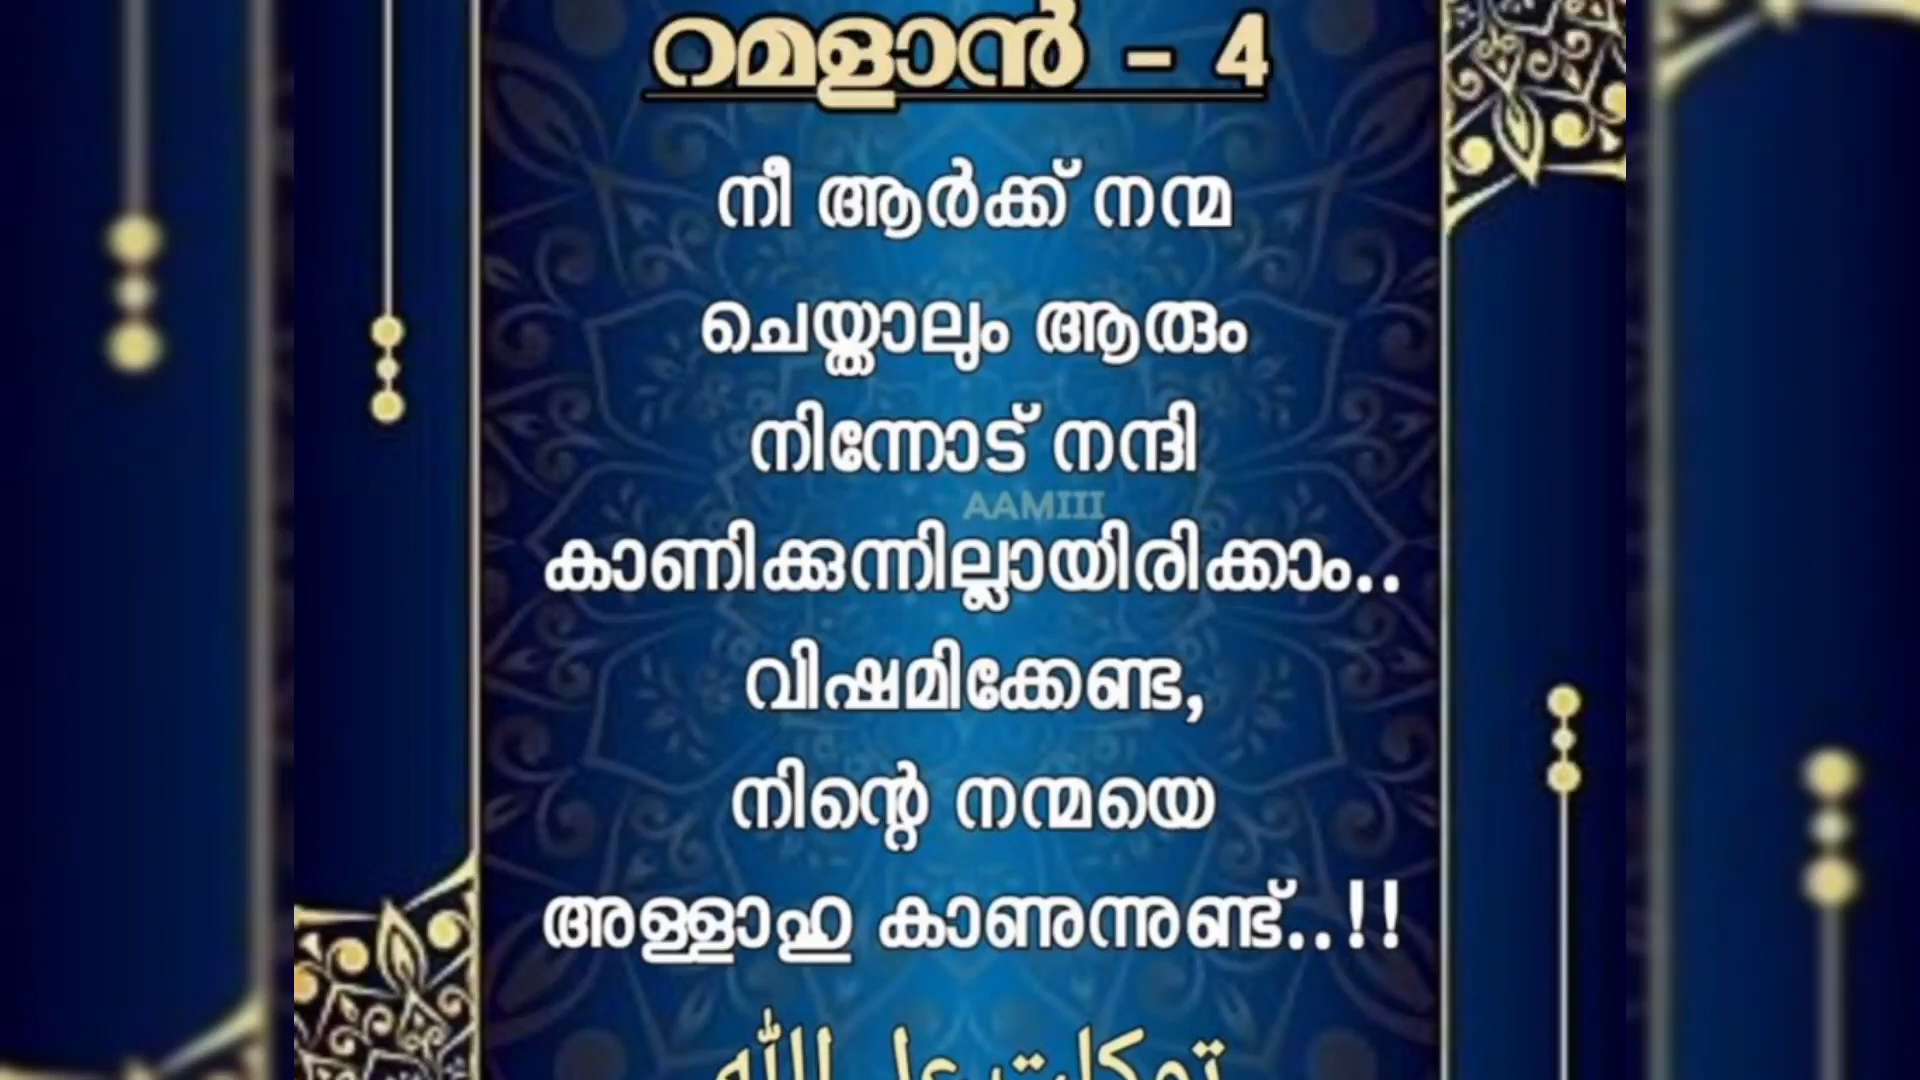 റമളാൻ - 4
നീ ആർക്ക് നന്മ
ചെയ്താലും ആരും
നിന്നോട് നന്ദി
AAMIII
കാണിക്കുന്നില്ലായിരിക്കാം..
വിഷമിക്കേണ്ട,
നിന്റെ നന്മയെ
അള്ളാഹു കാണുന്നുണ്ട്..!!